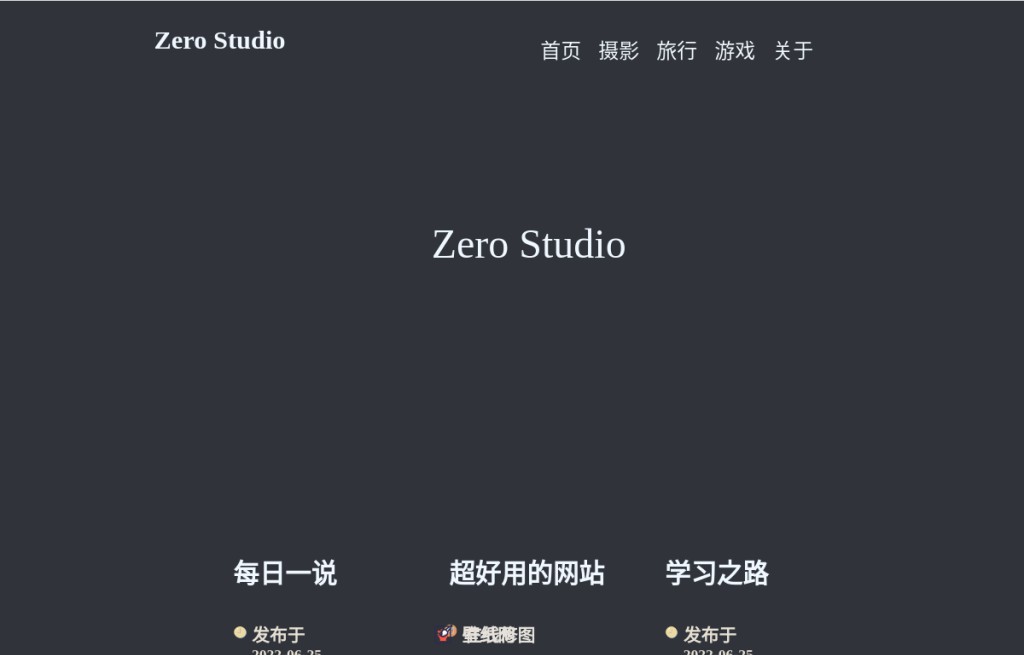 Zero Studio
首页 摄影 旅行 游戏 关于
Zero Studio
每日一说
超好用的网站
学习之路
发布于
2022-06-25
图
发布于
2022-06-25